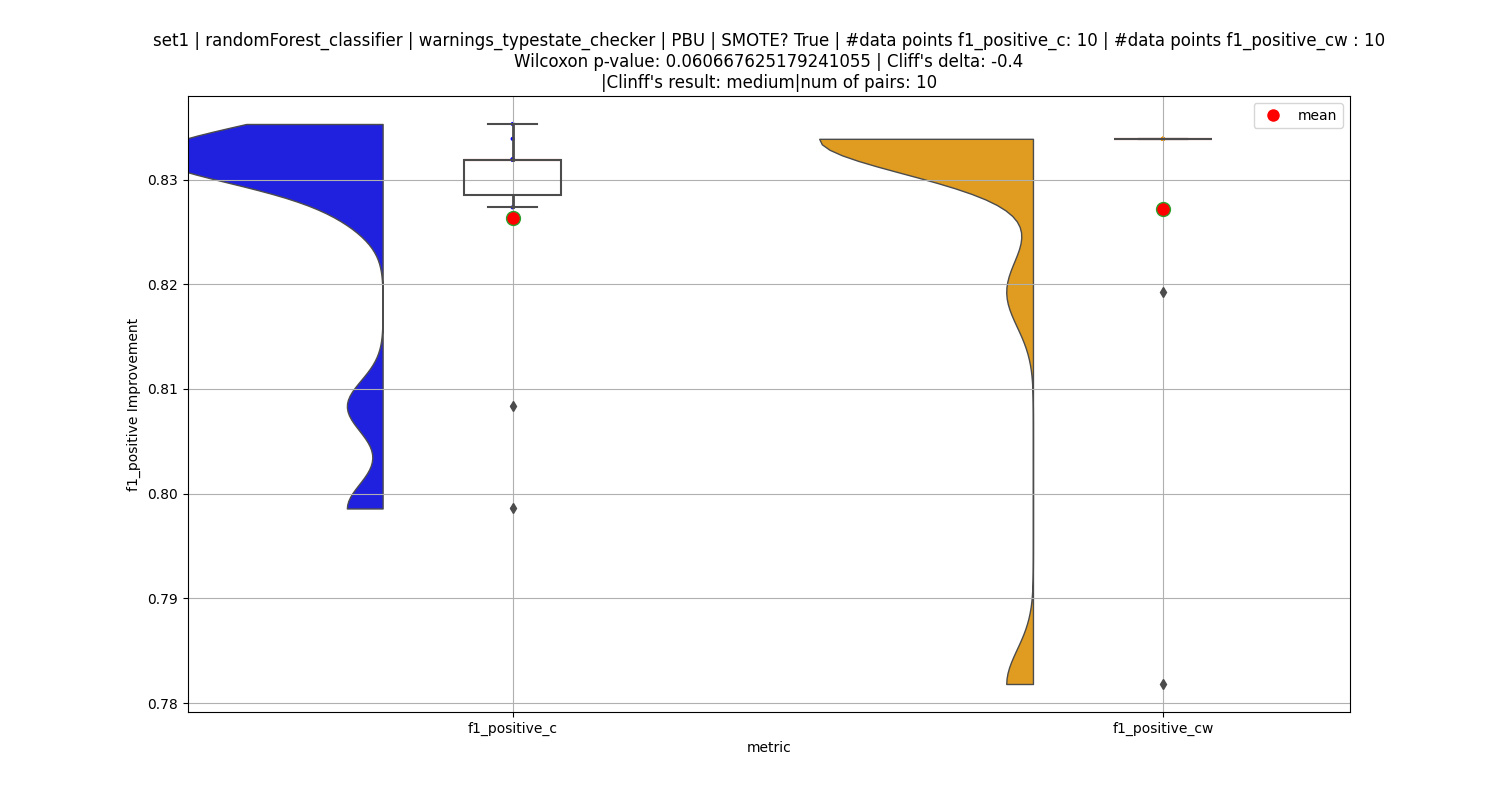 set1 | randomForest_classifier | warnings_typestate_checker | PBU | SMOTE? True | #data points f1_positive_c: 10 | #data points f1_positive_cw : 10
Wilcoxon p-value: 0.060667625179241055 | Cliff's delta: -0.4
|Clinff's result: medium|num of pairs: 10
mean
f1_positive Improvement
0.83
0.82
0.81
0.80
0.79
0.78
f1_positive_c
f1_positive_cw
metric